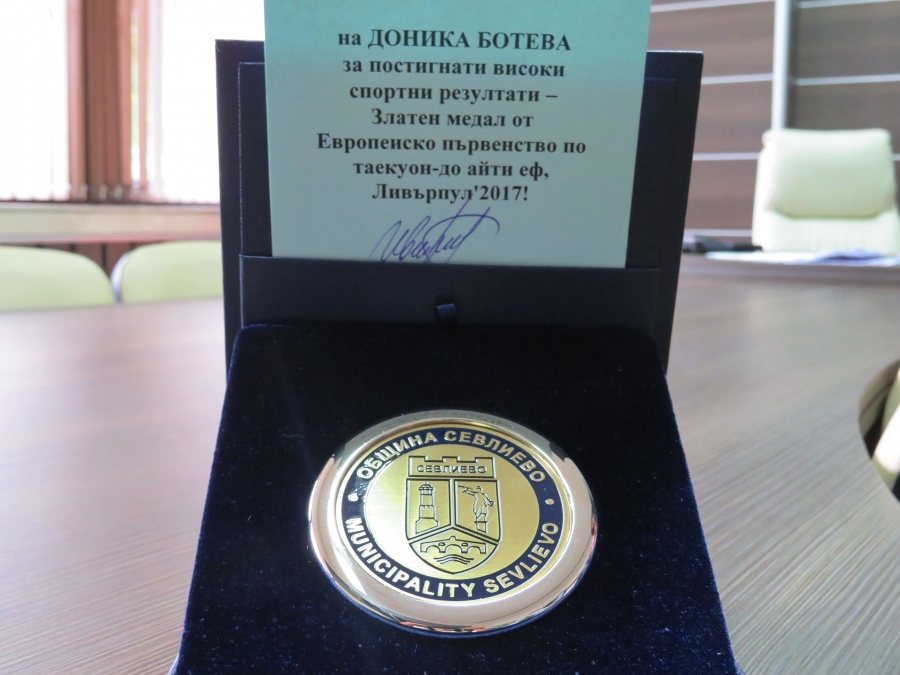 на ДОНИКА БОТЕВА
за постигнати високи
спортни резултати –
Златен медал от
Европейско първенство по
таекуон-до айти еф,
Ливърпул'2017!
ОБЩИНА СЕВЛИЕВО
СЕВЛИЕВО
MUNICIPALITY SEVLIEVO